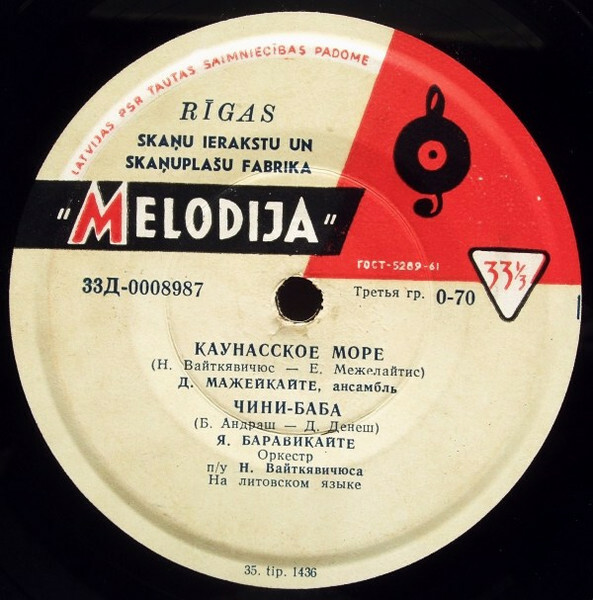 LATVIJAS PSR TAUTAS SAIMNIECĪBAS PADOME
RĪGAS
SKAŅU IERAKSTU UN
SKAŅUPLAŠU FABRIKA
"MELODIJA"
ГОСТ-5289-61
33⅓
33Д-0008987
Третья гр. 0-70
КАУНАССКОЕ МОРЕ
(Н. Вайткявичюс — Е. Межелайтис)
Д. МАЖЕЙКАЙТЕ, ансамбль
ЧИНИ-БАБА
(Б. Андраш — Д. Денеш)
Я. БАРАВИКАЙТЕ
Оркестр
п/у Н. Вайткявичюса
На литовском языке
35. tip. 1436